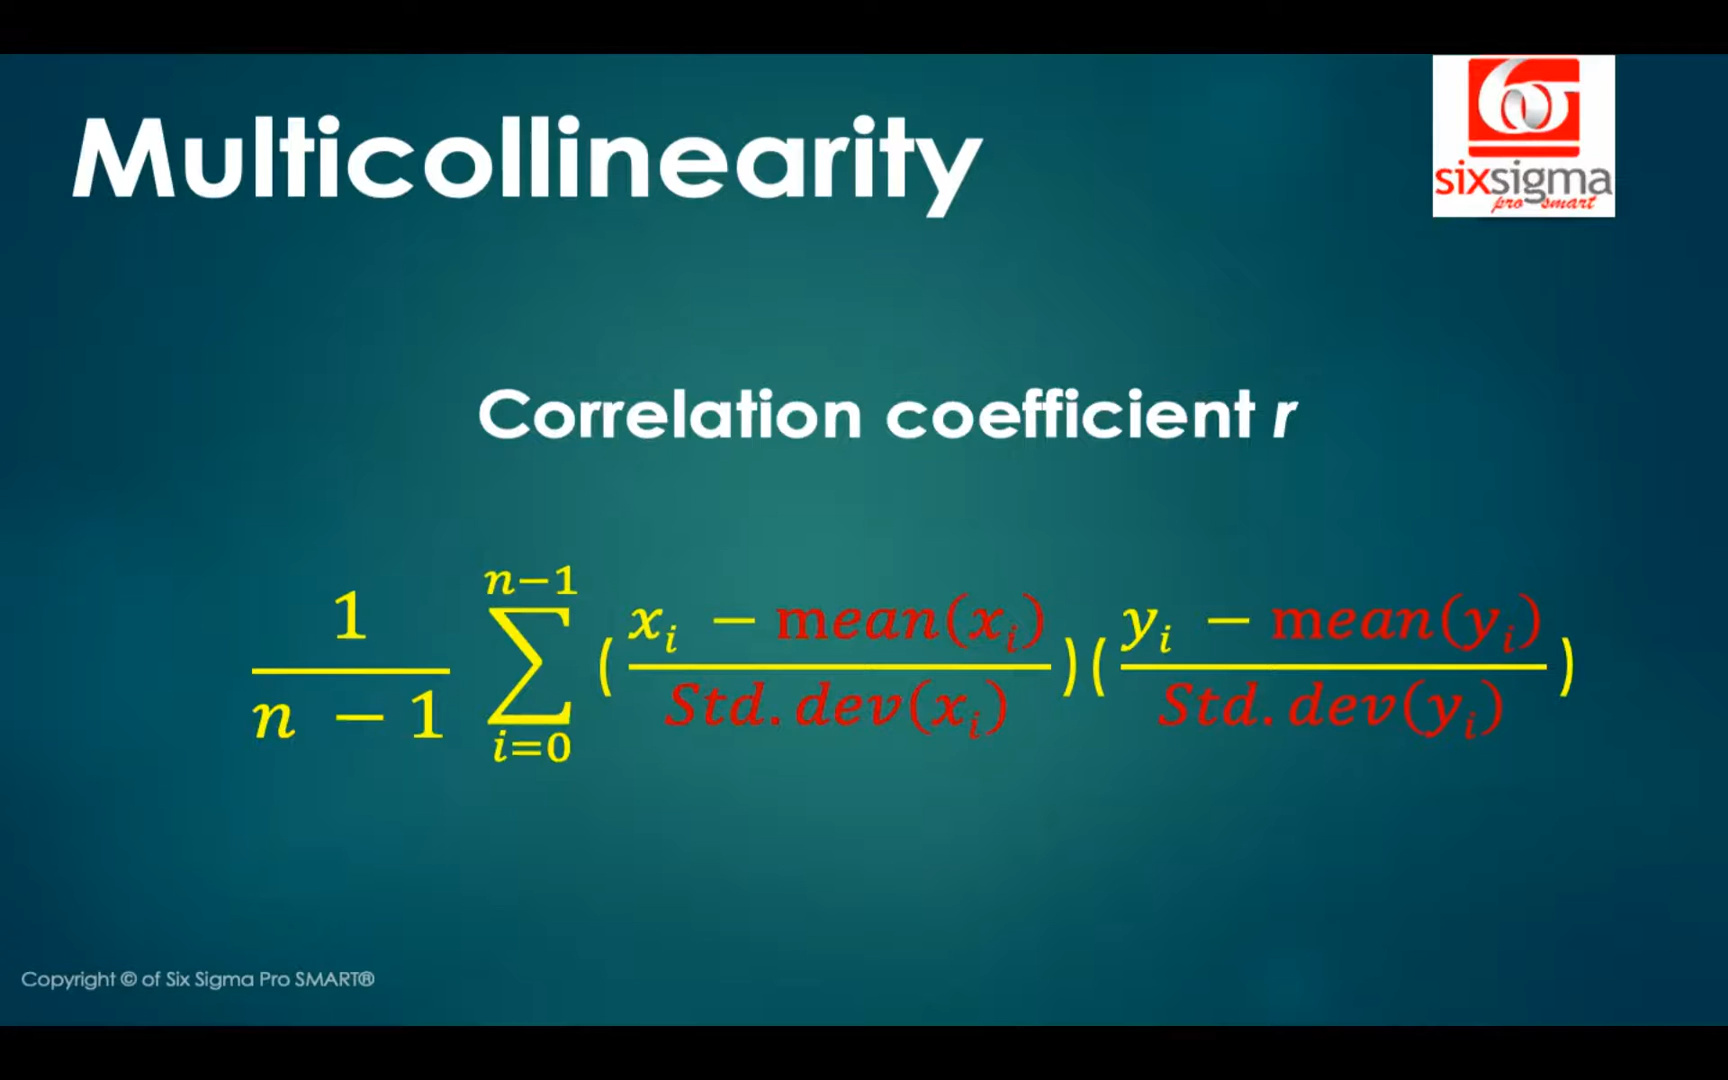 Multicollinearity
6σ
sixsigma
pro smart
Correlation coefficient r
1/(n − 1) ∑_{i=0}^{n−1} ((x_i − mean(x_i))/(Std.dev(x_i)))((y_i − mean(y_i))/(Std.dev(y_i)))
Copyright © of Six Sigma Pro SMART®